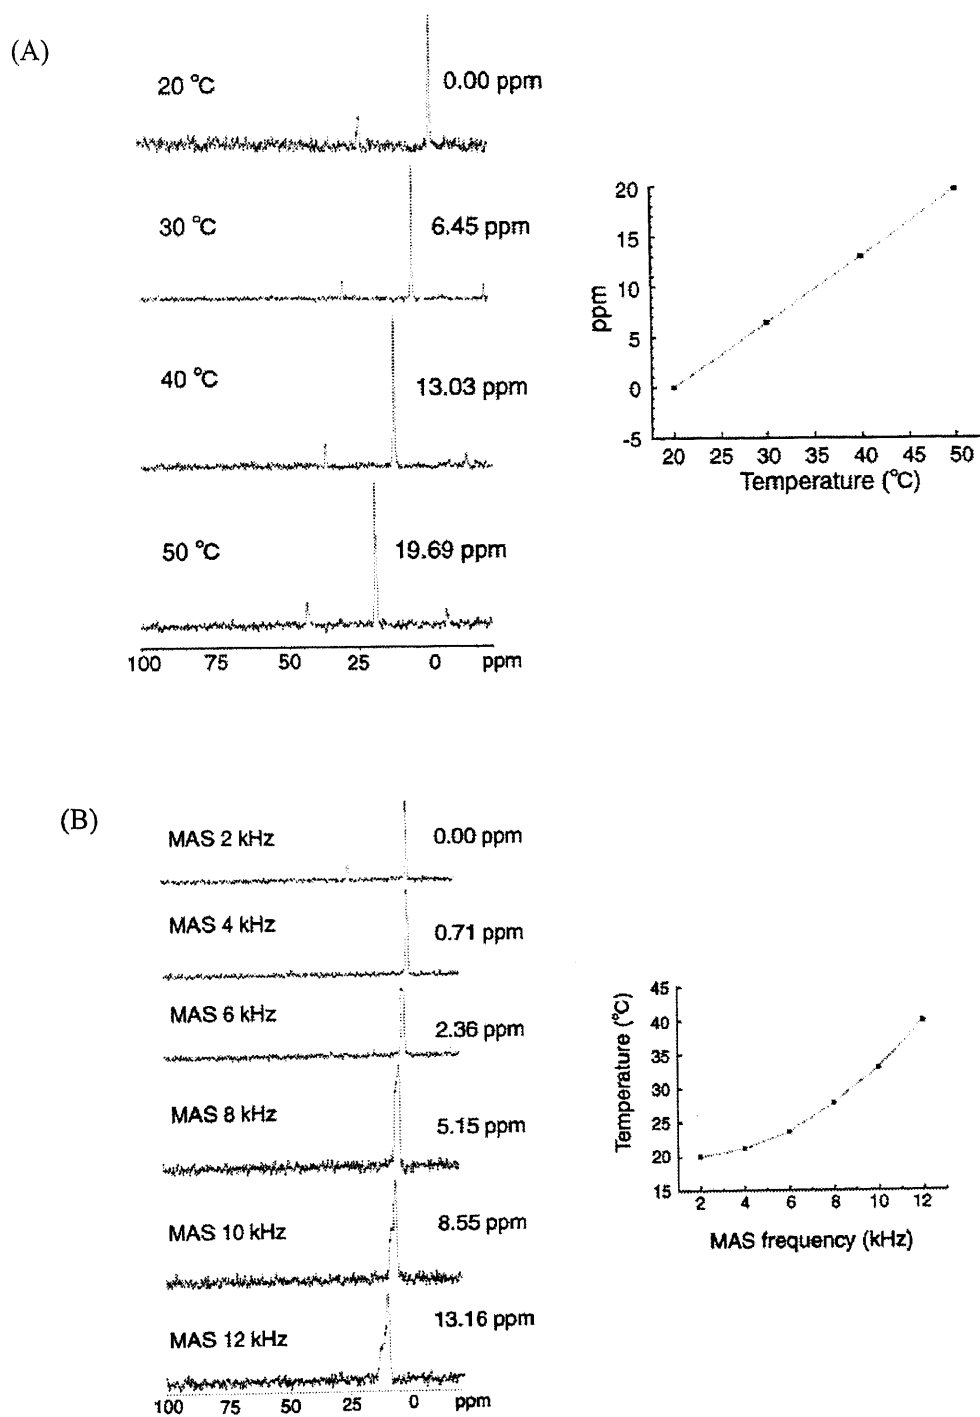 (A)
20 °C
0.00 ppm
30 °C
6.45 ppm
40 °C
13.03 ppm
50 °C
19.69 ppm
100 75 50 25 0 ppm
20
15
10
5
0
-5
ppm
20 25 30 35 40 45 50
Temperature (°C)
(B)
MAS 2 kHz
0.00 ppm
MAS 4 kHz
0.71 ppm
MAS 6 kHz
2.36 ppm
MAS 8 kHz
5.15 ppm
MAS 10 kHz
8.55 ppm
MAS 12 kHz
13.16 ppm
100 75 50 25 0 ppm
45
40
35
30
25
20
15
Temperature (°C)
2 4 6 8 10 12
MAS frequency (kHz)